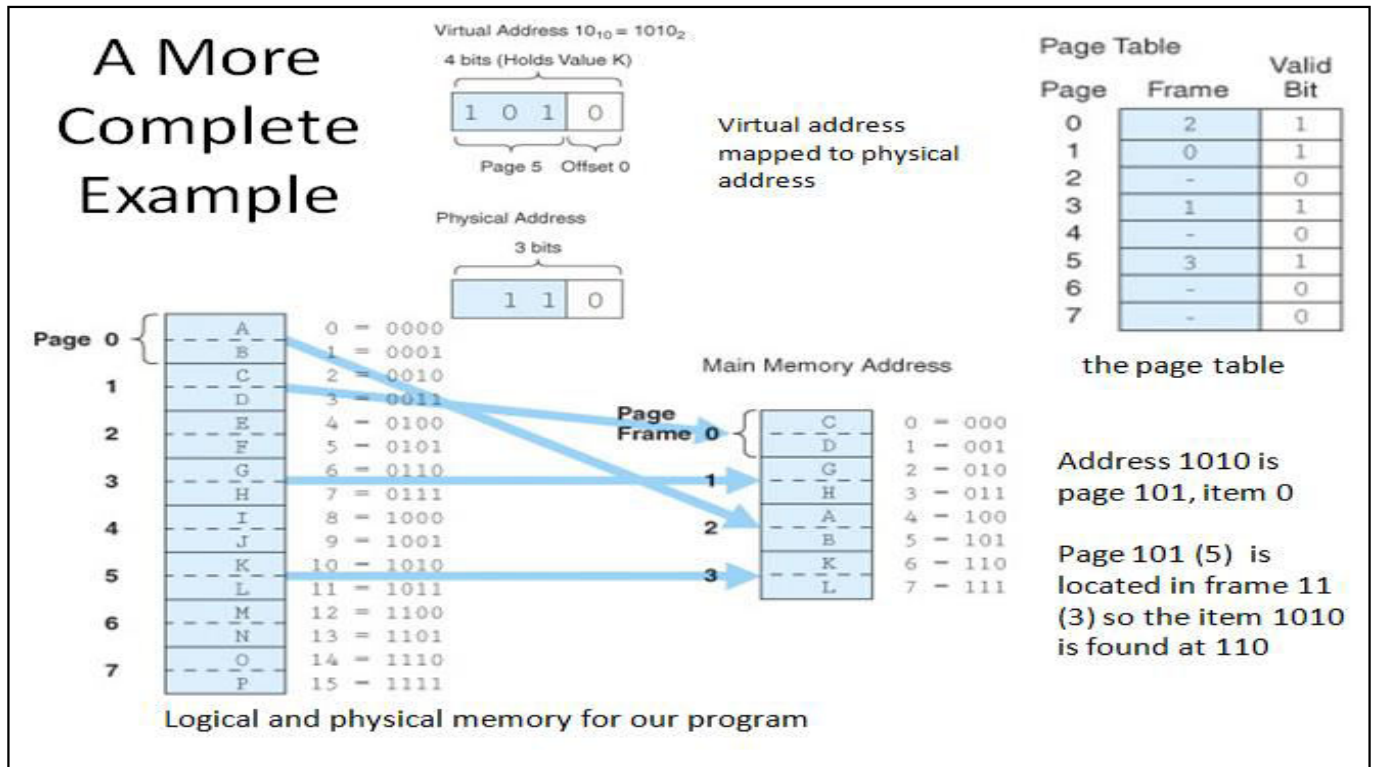 A More
Complete
Example
Virtual Address 10₁₀ = 1010₂
4 bits (Holds Value K)
1 0 1 0
Page 5 Offset 0
Physical Address
3 bits
1 1 0
Virtual address
mapped to physical
address
Page Table
Page Frame Valid Bit
0 2 1
1 0 1
2 - 0
3 1 1
4 - 0
5 3 1
6 - 0
7 - 0
the page table
Page 0 A 0 = 0000
B 1 = 0001
1 C 2 = 0010
D 3 = 0011
2 E 4 = 0100
F 5 = 0101
3 G 6 = 0110
H 7 = 0111
4 I 8 = 1000
J 9 = 1001
5 K 10 = 1010
L 11 = 1011
6 M 12 = 1100
N 13 = 1101
7 O 14 = 1110
P 15 = 1111
Main Memory Address
Page
Frame 0 C 0 = 000
D 1 = 001
1 G 2 = 010
H 3 = 011
2 A 4 = 100
B 5 = 101
3 K 6 = 110
L 7 = 111
Address 1010 is
page 101, item 0
Page 101 (5) is
located in frame 11
(3) so the item 1010
is found at 110
Logical and physical memory for our program